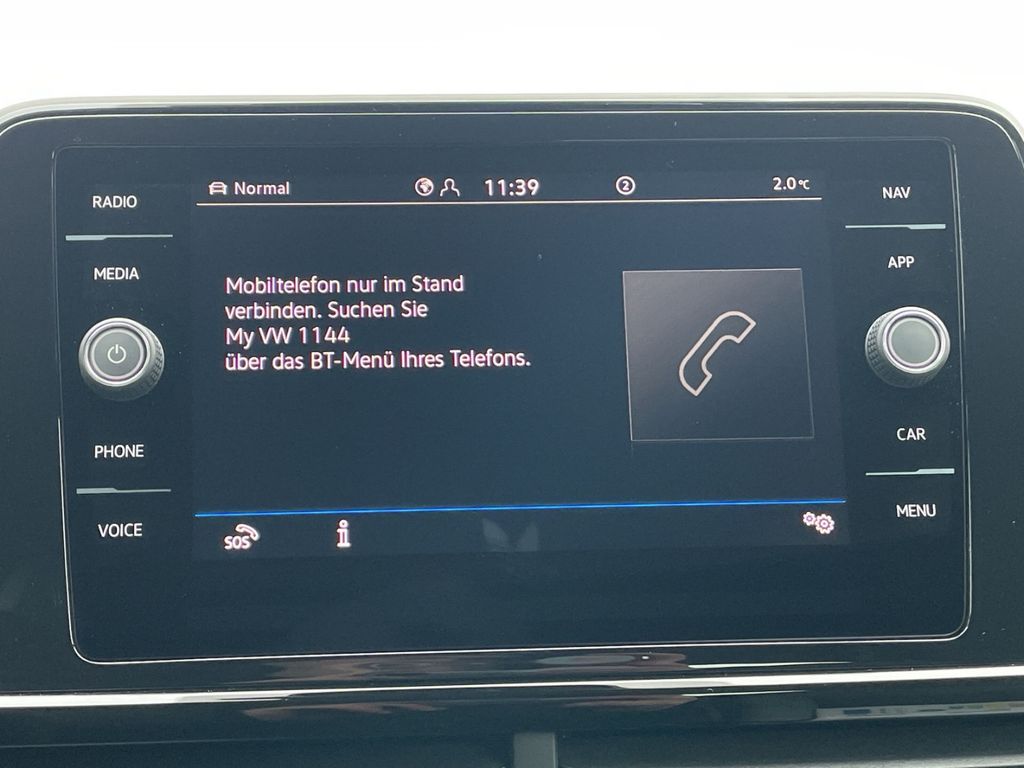 RADIO
MEDIA
PHONE
VOICE
Normal 11:39 2 2.0°C
Mobiltelefon nur im Stand
verbinden. Suchen Sie
My VW 1144
über das BT-Menü Ihres Telefons.
SOS i
NAV
APP
CAR
MENU